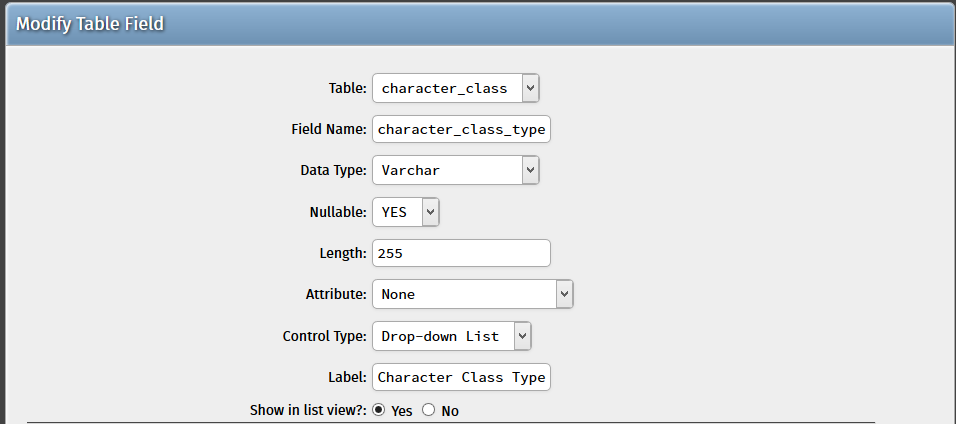 Modify Table Field
Table: character_class
Field Name: character_class_type
Data Type: Varchar
Nullable: YES
Length: 255
Attribute: None
Control Type: Drop-down List
Label: Character Class Type
Show in list view?: Yes No